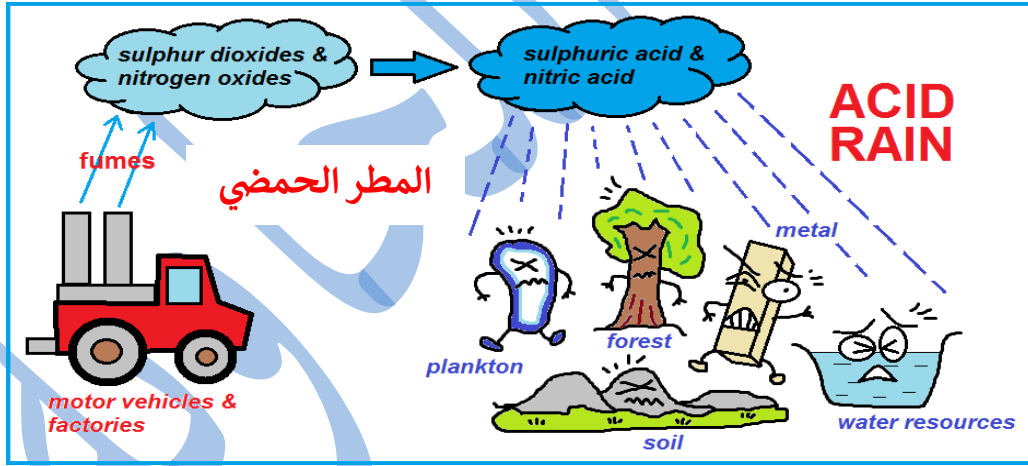 sulphur dioxides &
nitrogen oxides
sulphuric acid &
nitric acid
ACID
RAIN
fumes
المطر الحمضي
metal
forest
plankton
motor vehicles &
factories
soil
water resources